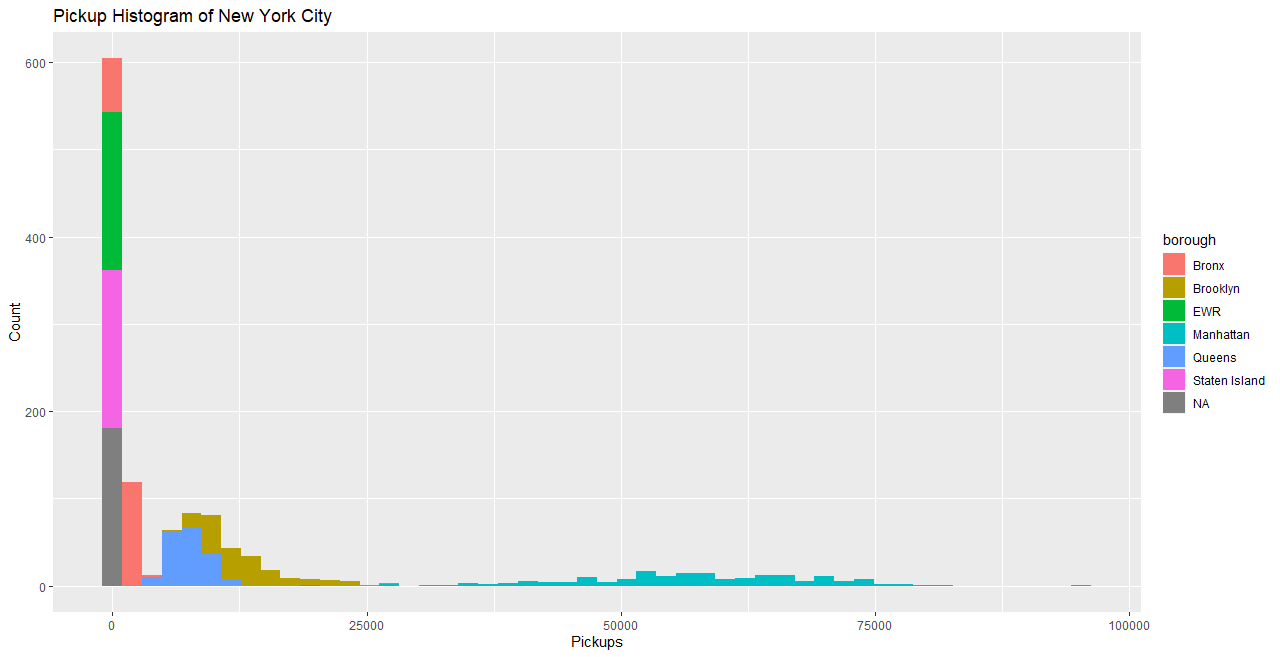 Pickup Histogram of New York City
600
400
200
0
Count
0
25000
50000
75000
100000
Pickups
borough
Bronx
Brooklyn
EWR
Manhattan
Queens
Staten Island
NA